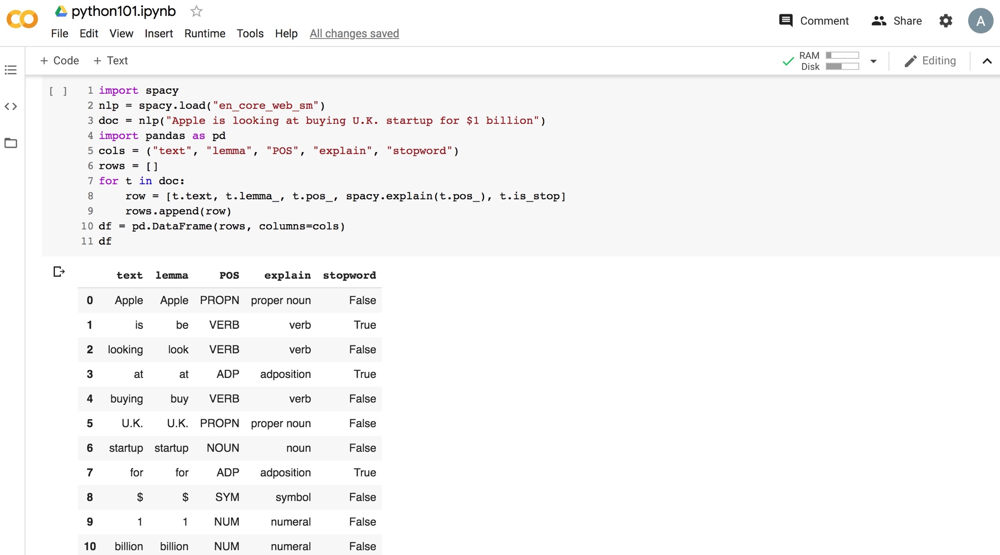 python101.ipynb
Comment Share A
File Edit View Insert Runtime Tools Help All changes saved
+ Code + Text
RAM
Disk
Editing
[ ]
1 import spacy
2 nlp = spacy.load("en_core_web_sm")
3 doc = nlp("Apple is looking at buying U.K. startup for $1 billion")
4 import pandas as pd
5 cols = ("text", "lemma", "POS", "explain", "stopword")
6 rows = []
7 for t in doc:
8     row = [t.text, t.lemma_, t.pos_, spacy.explain(t.pos_), t.is_stop]
9     rows.append(row)
10 df = pd.DataFrame(rows, columns=cols)
11 df
text lemma POS explain stopword
0 Apple Apple PROPN proper noun False
1 is be VERB verb True
2 looking look VERB verb False
3 at at ADP adposition True
4 buying buy VERB verb False
5 U.K. U.K. PROPN proper noun False
6 startup startup NOUN noun False
7 for for ADP adposition True
8 $ $ SYM symbol False
9 1 1 NUM numeral False
10 billion billion NUM numeral False